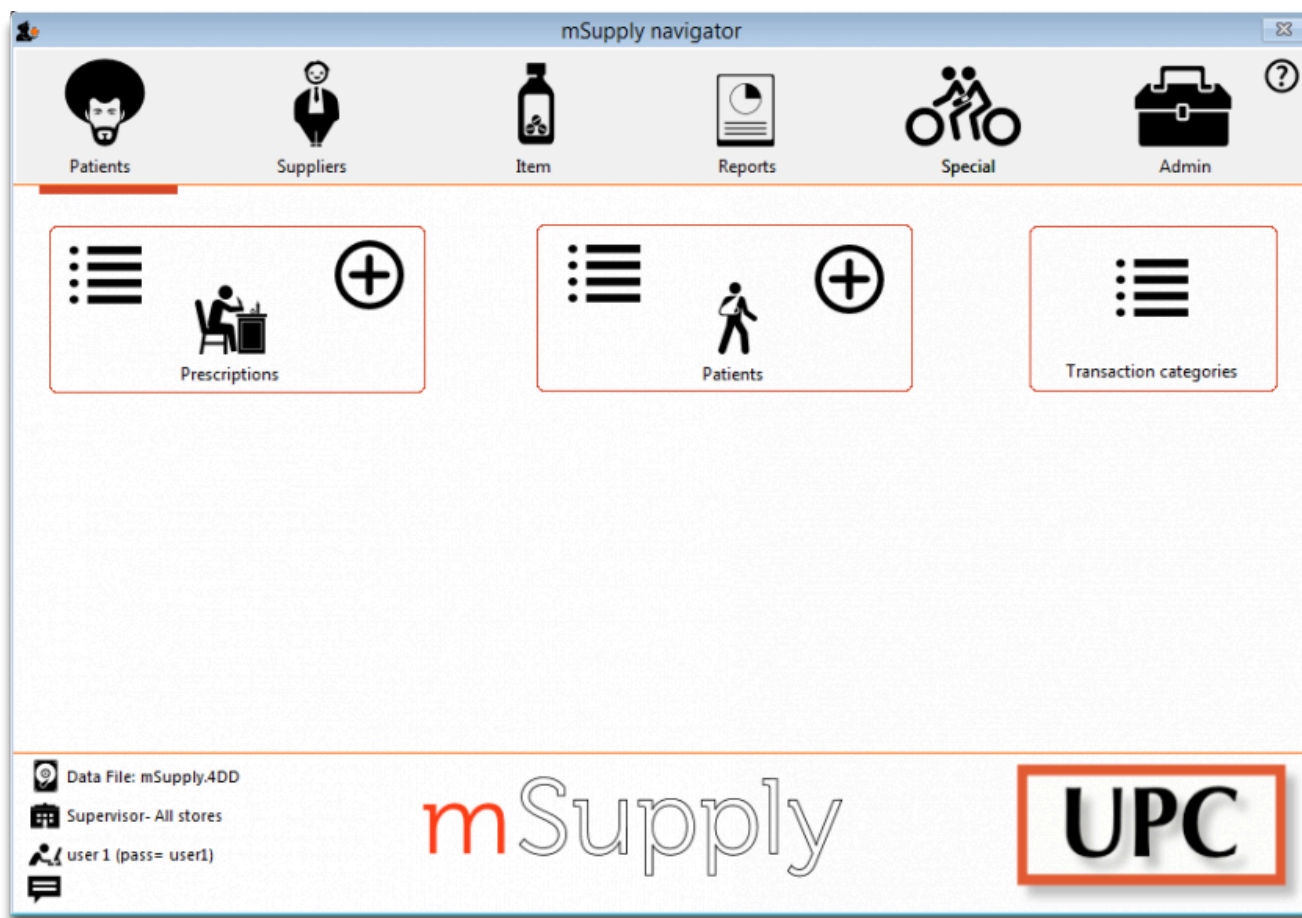 mSupply navigator
Patients
Suppliers
Item
Reports
Special
Admin
Prescriptions
Patients
Transaction categories
Data File: mSupply.4DD
Supervisor- All stores
user 1 (pass= user1)
mSupply
UPC